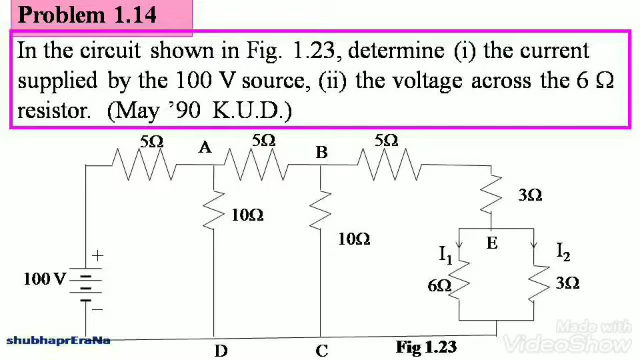 Problem 1.14
In the circuit shown in Fig. 1.23, determine (i) the current
supplied by the 100 V source, (ii) the voltage across the 6 Ω
resistor. (May ’90 K.U.D.)
5Ω A 5Ω B 5Ω
3Ω
10Ω
10Ω
E
I₁ I₂
+
100 V
6Ω 3Ω
−
shubhaprEraNa
D C Fig 1.23
Made with
VideoShow